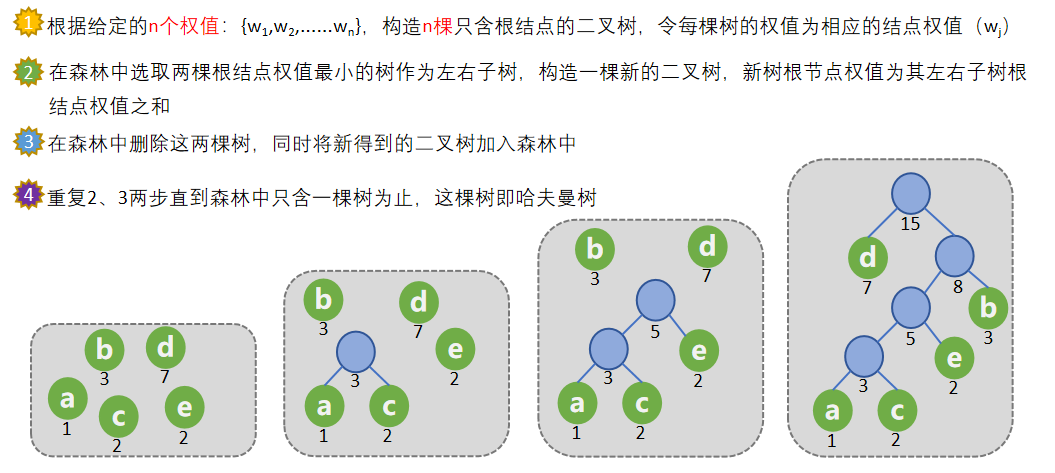 1 根据给定的n个权值：{w1,w2,......wn}，构造n棵只含根结点的二叉树，令每棵树的权值为相应的结点权值（wj）
2 在森林中选取两棵根结点权值最小的树作为左右子树，构造一棵新的二叉树，新树根节点权值为其左右子树根
结点权值之和
3 在森林中删除这两棵树，同时将新得到的二叉树加入森林中
4 重复2、3两步直到森林中只含一棵树为止，这棵树即哈夫曼树
b d
3 7
a c e
1 2 2
b d
3 7
e
3 2
a c
1 2
b d
3 7
5
e
3 2
a c
1 2
15
d
7 8
b
5 3
e
3 2
a c
1 2